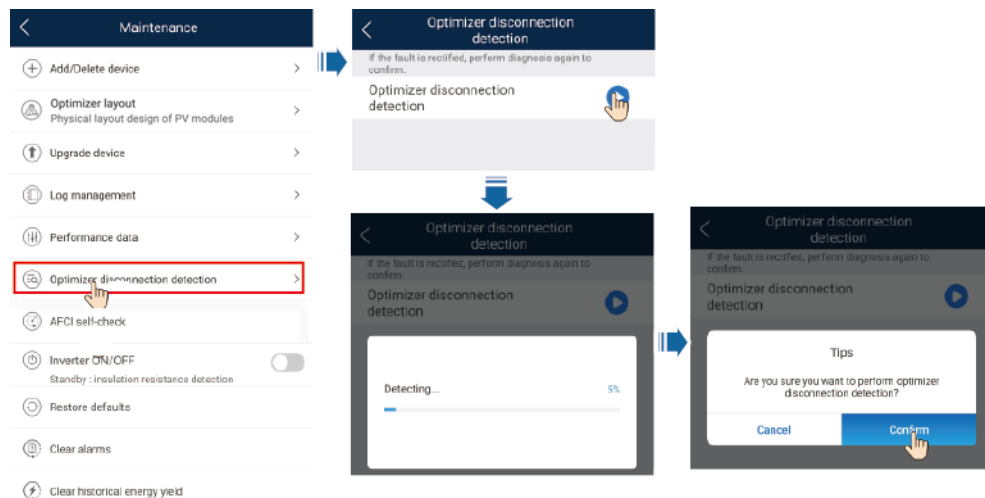 Maintenance
Add/Delete device
Optimizer layout
Physical layout design of PV modules
Upgrade device
Log management
Performance data
Optimizer disconnection detection
AFCI self-check
Inverter ON/OFF
Standby : insulation resistance detection
Restore defaults
Clear alarms
Clear historical energy yield
Optimizer disconnection
detection
If the fault is rectified, perform diagnosis again to
confirm.
Optimizer disconnection
detection
Optimizer disconnection
detection
If the fault is rectified, perform diagnosis again to
confirm.
Optimizer disconnection
detection
Detecting... 5%
Optimizer disconnection
detection
If the fault is rectified, perform diagnosis again to
confirm.
Optimizer disconnection
detection
Tips
Are you sure you want to perform optimizer
disconnection detection?
Cancel Confirm